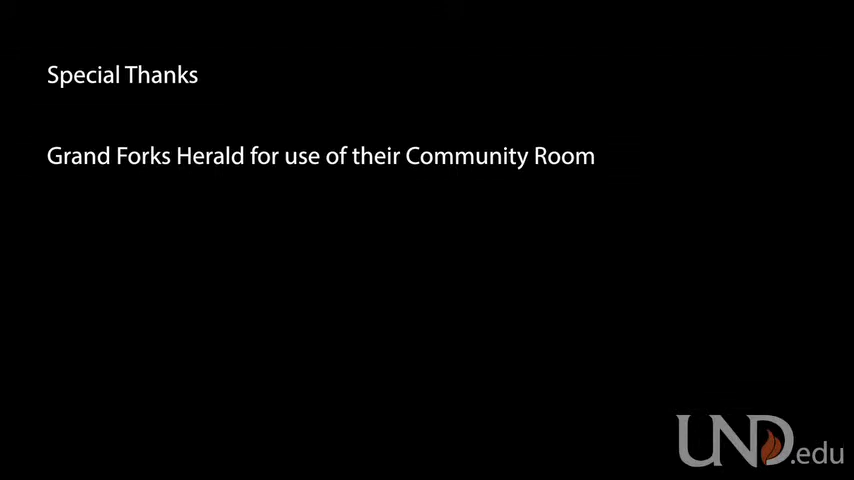 Special Thanks
Grand Forks Herald for use of their Community Room
UND.edu